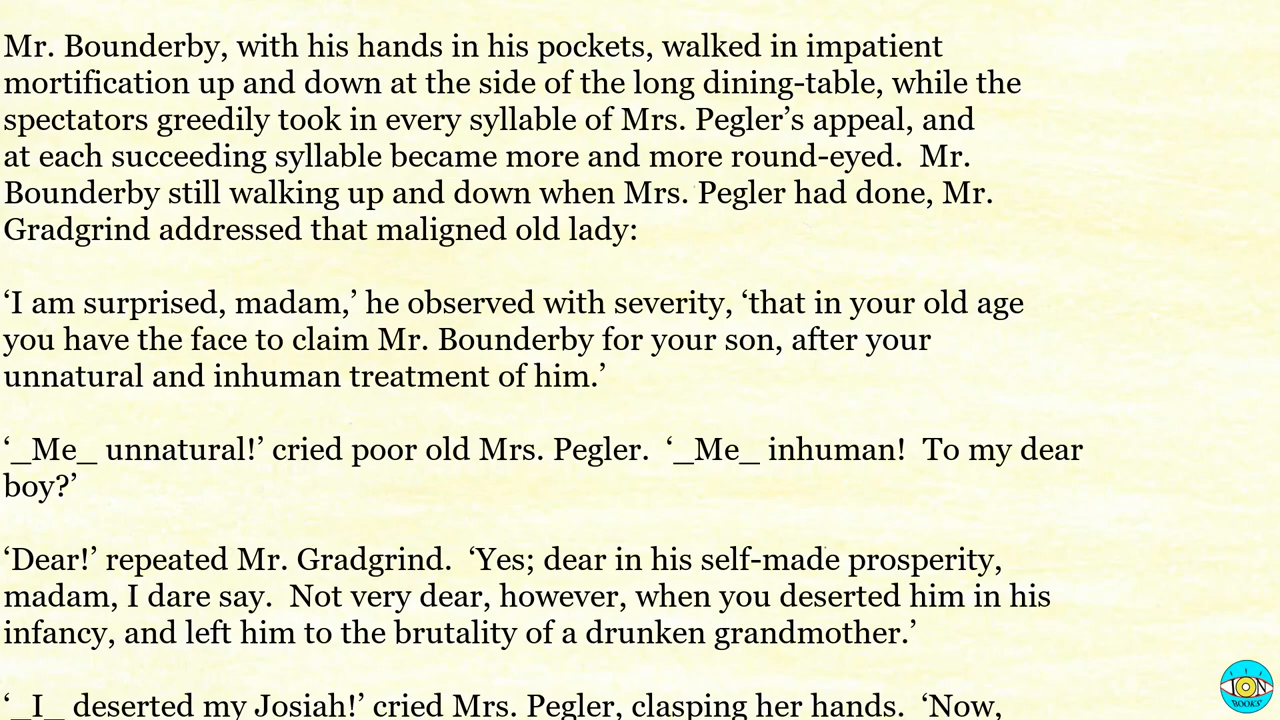 Mr. Bounderby, with his hands in his pockets, walked in impatient
mortification up and down at the side of the long dining-table, while the
spectators greedily took in every syllable of Mrs. Pegler’s appeal, and
at each succeeding syllable became more and more round-eyed.  Mr.
Bounderby still walking up and down when Mrs. Pegler had done, Mr.
Gradgrind addressed that maligned old lady:

‘I am surprised, madam,’ he observed with severity, ‘that in your old age
you have the face to claim Mr. Bounderby for your son, after your
unnatural and inhuman treatment of him.’

‘_Me_ unnatural!’ cried poor old Mrs. Pegler.  ‘_Me_ inhuman!  To my dear
boy?’

‘Dear!’ repeated Mr. Gradgrind.  ‘Yes; dear in his self-made prosperity,
madam, I dare say.  Not very dear, however, when you deserted him in his
infancy, and left him to the brutality of a drunken grandmother.’

‘_I_ deserted my Josiah!’ cried Mrs. Pegler, clasping her hands.  ‘Now,
ION
BOOKS